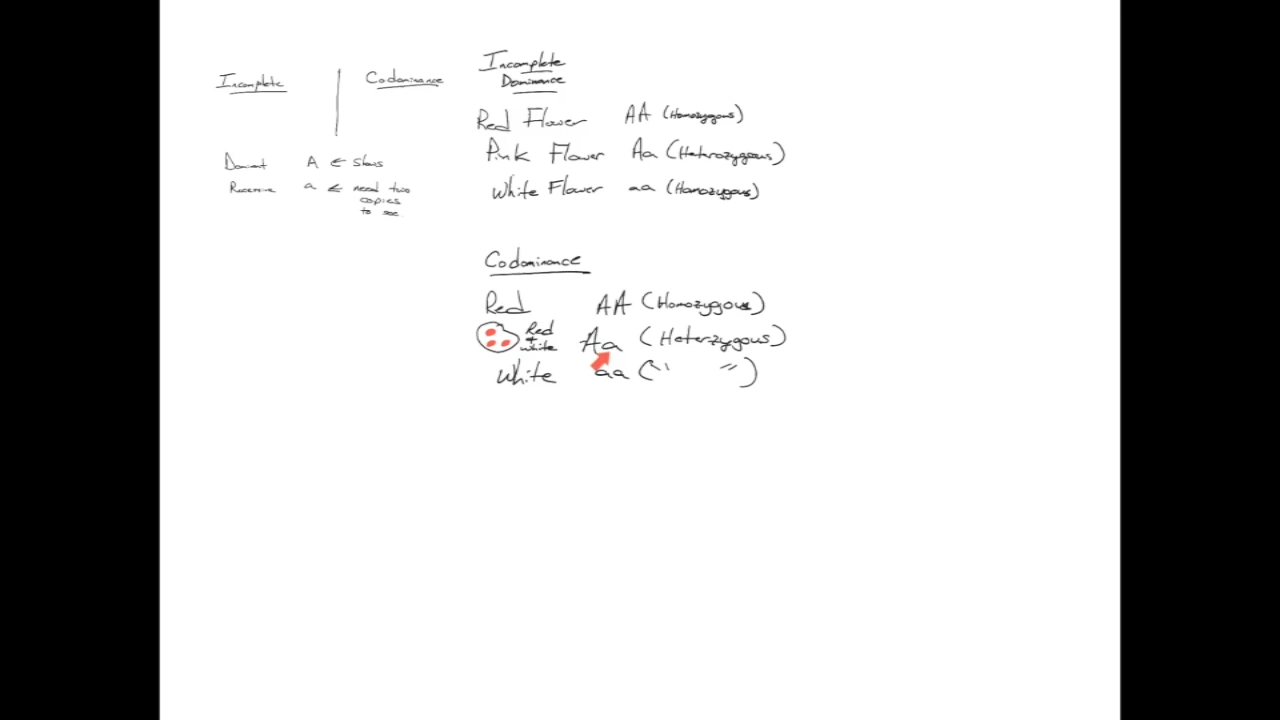 Incomplete
Codominance
Dominant A ← Shows
Recessive a ← need two
copies
to see.
Incomplete
Dominance
Red Flower AA (Homozygous)
Pink Flower Aa (Heterozygous)
White Flower aa (Homozygous)
Codominance
Red AA (Homozygous)
Red
+
white Aa (Heterzygous)
White aa (" ")